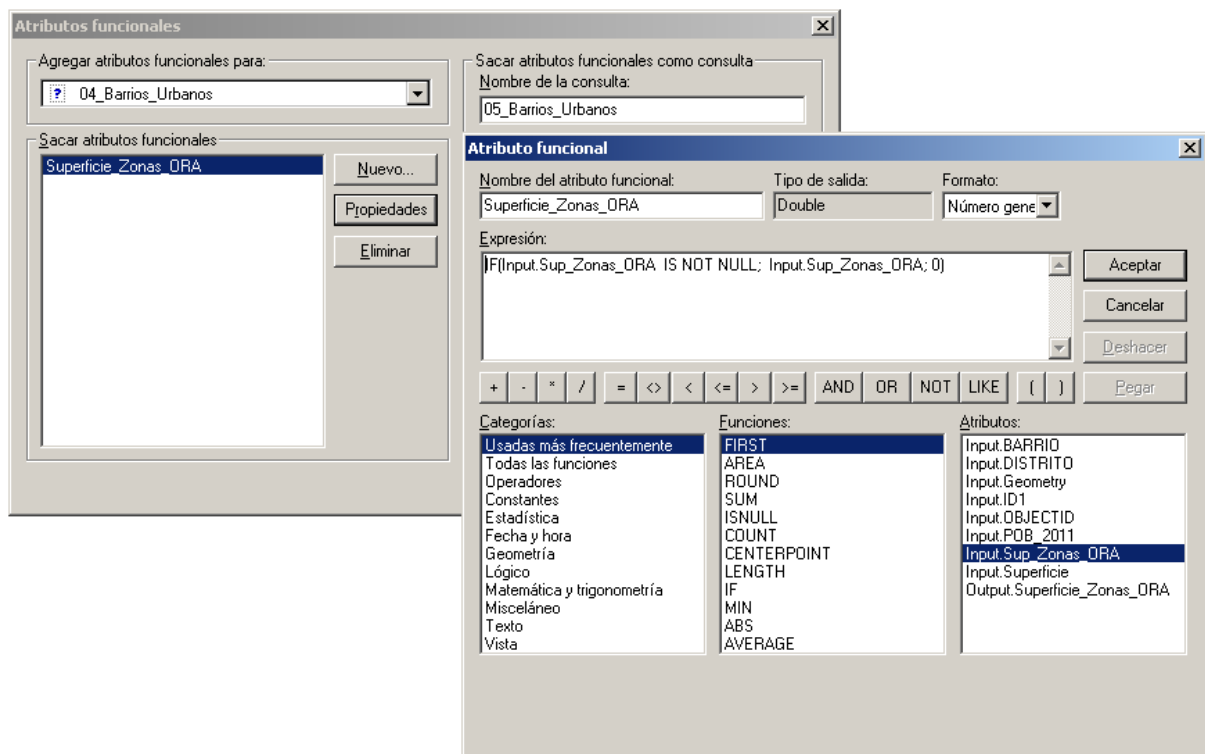 Atributos funcionales
Agregar atributos funcionales para:
? 04_Barrios_Urbanos
Sacar atributos funcionales
Superficie_Zonas_ORA
Nuevo...
Propiedades
Eliminar
Sacar atributos funcionales como consulta
Nombre de la consulta:
05_Barrios_Urbanos
Atributo funcional
Nombre del atributo funcional:
Superficie_Zonas_ORA
Tipo de salida:
Double
Formato:
Número gene
Expresión:
IF(Input.Sup_Zonas_ORA IS NOT NULL; Input.Sup_Zonas_ORA; 0)
Aceptar
Cancelar
Deshacer
Pegar
+ - * / = <> < <= > >= AND OR NOT LIKE ( )
Categorías:
Usadas más frecuentemente
Todas las funciones
Operadores
Constantes
Estadística
Fecha y hora
Geometría
Lógico
Matemática y trigonometría
Misceláneo
Texto
Vista
Funciones:
FIRST
AREA
ROUND
SUM
ISNULL
COUNT
CENTERPOINT
LENGTH
IF
MIN
ABS
AVERAGE
Atributos:
Input.BARRIO
Input.DISTRITO
Input.Geometry
Input.ID1
Input.OBJECTID
Input.POB_2011
Input.Sup_Zonas_ORA
Input.Superficie
Output.Superficie_Zonas_ORA